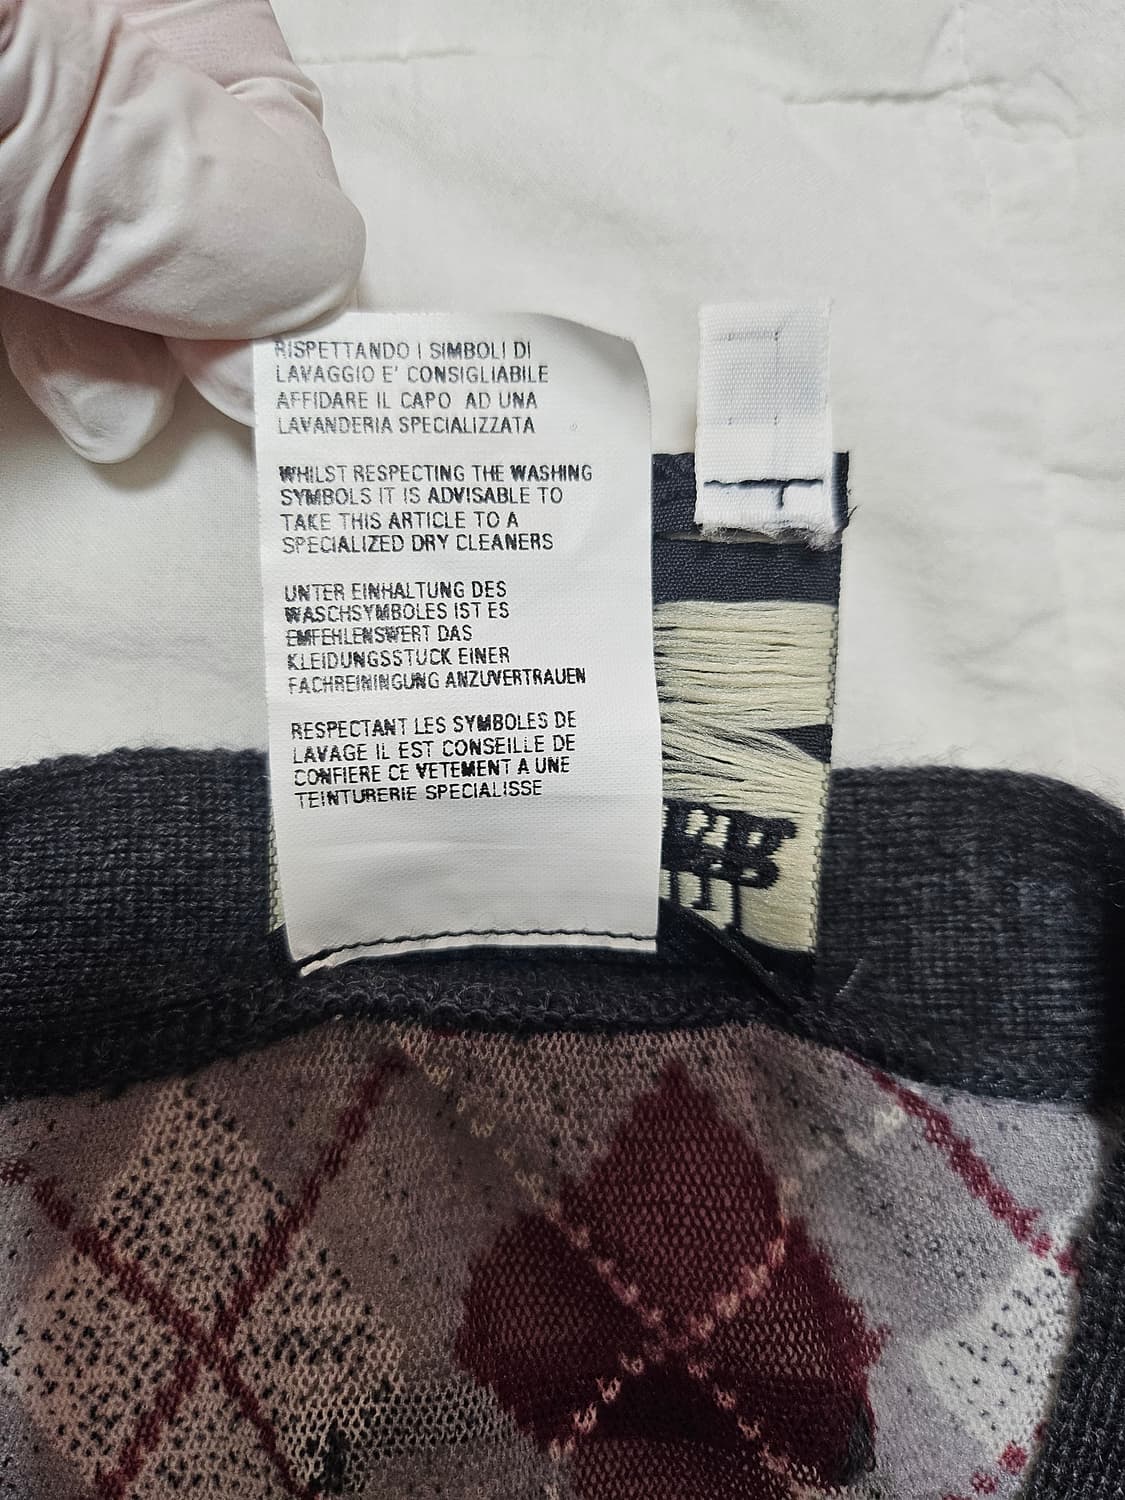 RISPETTANDO I SIMBOLI DI
LAVAGGIO E' CONSIGLIABILE
AFFIDARE IL CAPO AD UNA
LAVANDERIA SPECIALIZZATA
WHILST RESPECTING THE WASHING
SYMBOLS IT IS ADVISABLE TO
TAKE THIS ARTICLE TO A
SPECIALIZED DRY CLEANERS
UNTER EINHALTUNG DES
WASCHSYMBOLES IST ES
EMFEHLENSWERT DAS
KLEIDUNGSSTUCK EINER
FACHREININGUNG ANZUVERTRAUEN
RESPECTANT LES SYMBOLES DE
LAVAGE IL EST CONSEILLE DE
CONFIERE CE VETEMENT A UNE
TEINTURERIE SPECIALISSE